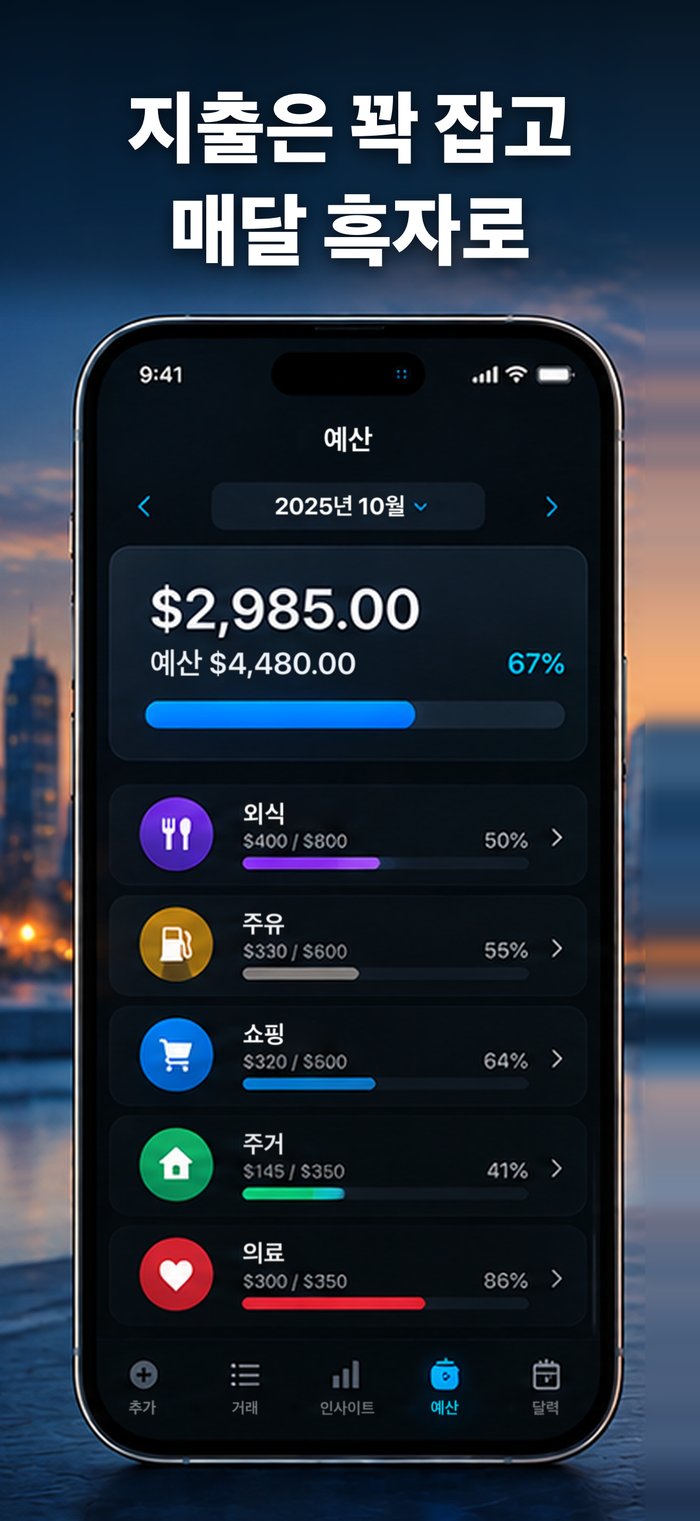 지출은 꽉 잡고
매달 흑자로
9:41
예산
2025년 10월
$2,985.00
예산 $4,480.00
67%
외식
$400 / $800
50%
주유
$330 / $600
55%
쇼핑
$320 / $600
64%
주거
$145 / $350
41%
의료
$300 / $350
86%
추가
거래
인사이트
예산
달력